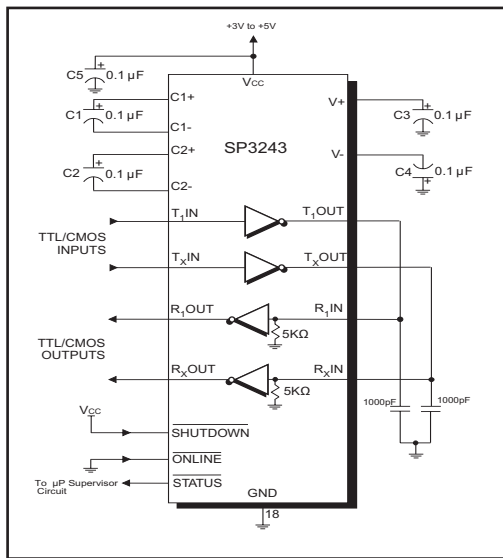 +3V to +5V
C5
+
0.1 µF
VCC
C1
+
0.1 µF
C1+
C1-
C2
+
0.1 µF
C2+
C2-
SP3243
V+
C3
+
0.1 µF
V-
C4
+
0.1 µF
TTL/CMOS
INPUTS
T1IN
T1OUT
TXIN
TXOUT
TTL/CMOS
OUTPUTS
R1OUT
R1IN
5KΩ
RXOUT
RXIN
5KΩ
1000pF
1000pF
VCC
SHUTDOWN
ONLINE
To µP Supervisor
Circuit
STATUS
GND
18